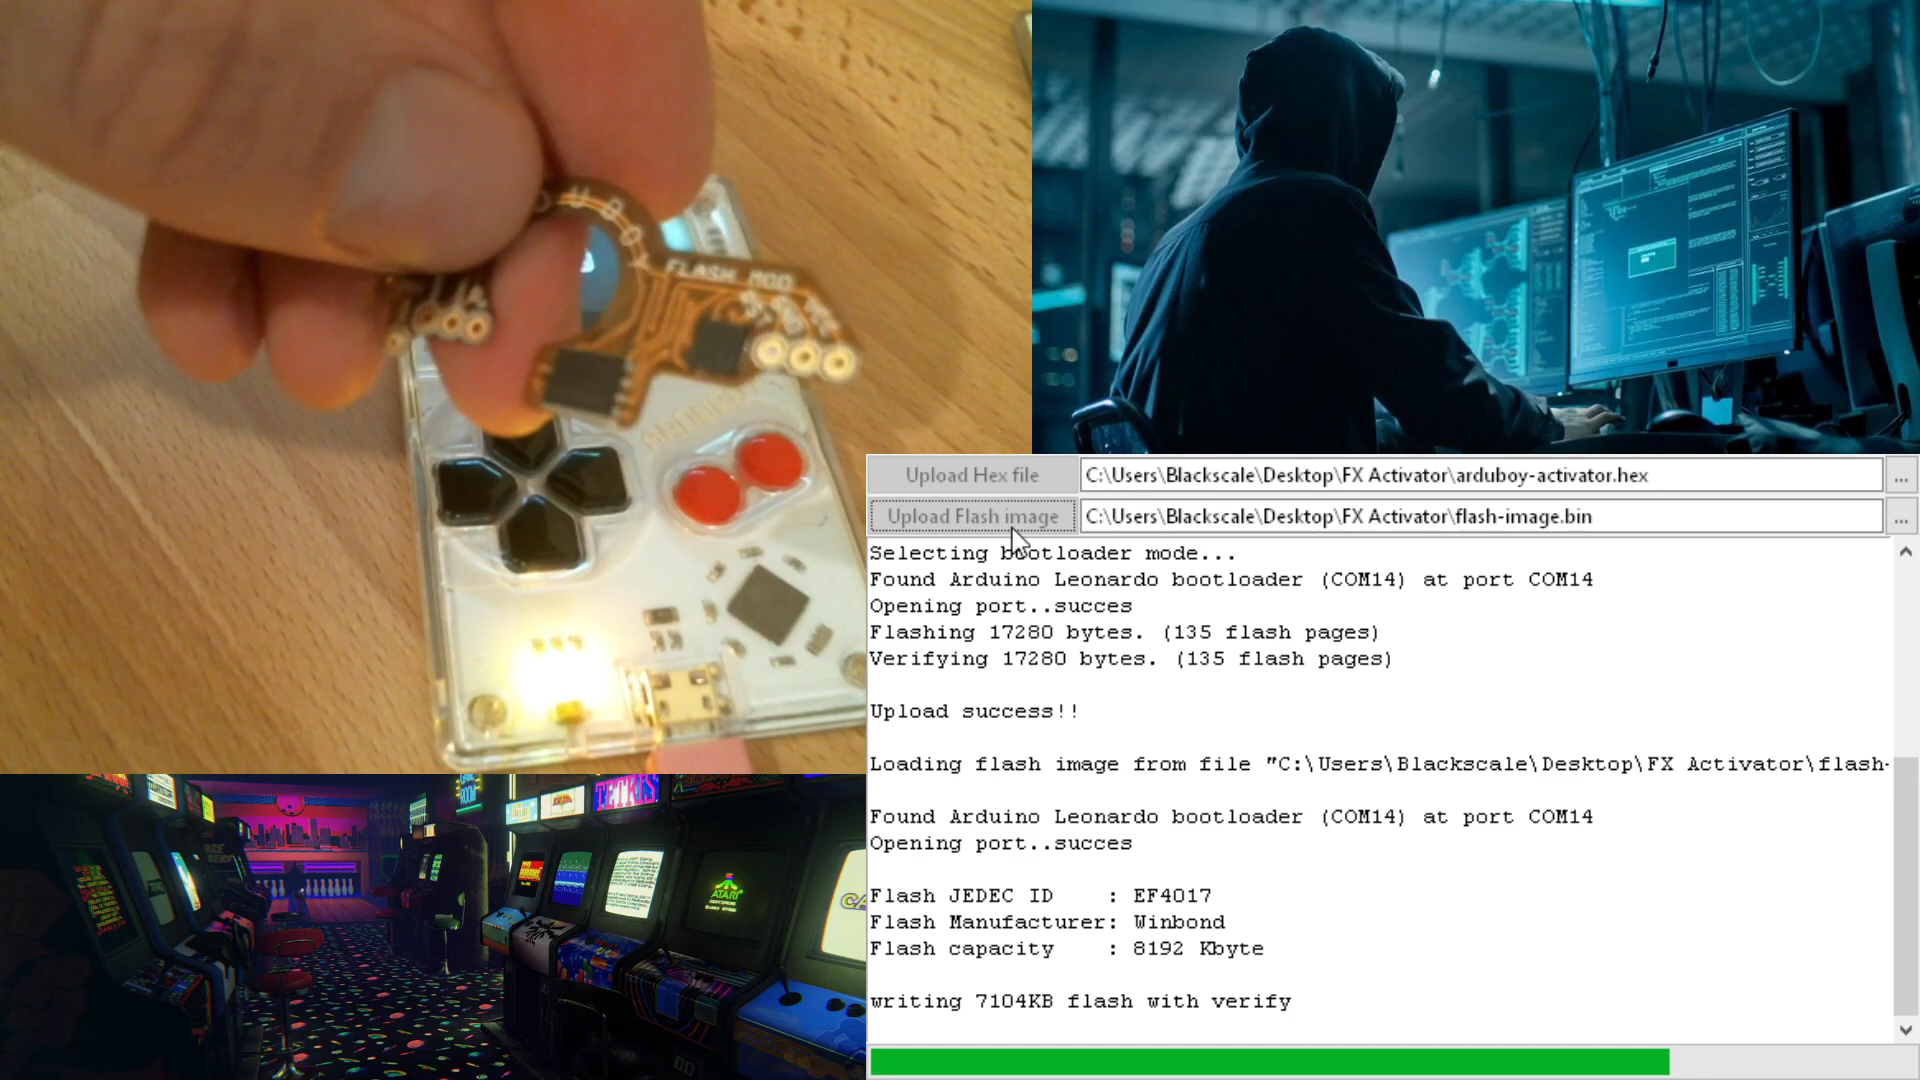 FLASH MOD
Upload Hex file
C:\Users\Blackscale\Desktop\FX Activator\arduboy-activator.hex
...
Upload Flash image
C:\Users\Blackscale\Desktop\FX Activator\flash-image.bin
...
Selecting bootloader mode...
Found Arduino Leonardo bootloader (COM14) at port COM14
Opening port..succes
Flashing 17280 bytes. (135 flash pages)
Verifying 17280 bytes. (135 flash pages)
Upload success!!
Loading flash image from file "C:\Users\Blackscale\Desktop\FX Activator\flash-
Found Arduino Leonardo bootloader (COM14) at port COM14
Opening port..succes
Flash JEDEC ID    : EF4017
Flash Manufacturer: Winbond
Flash capacity    : 8192 Kbyte
writing 7104KB flash with verify
TETRIS
ATARI